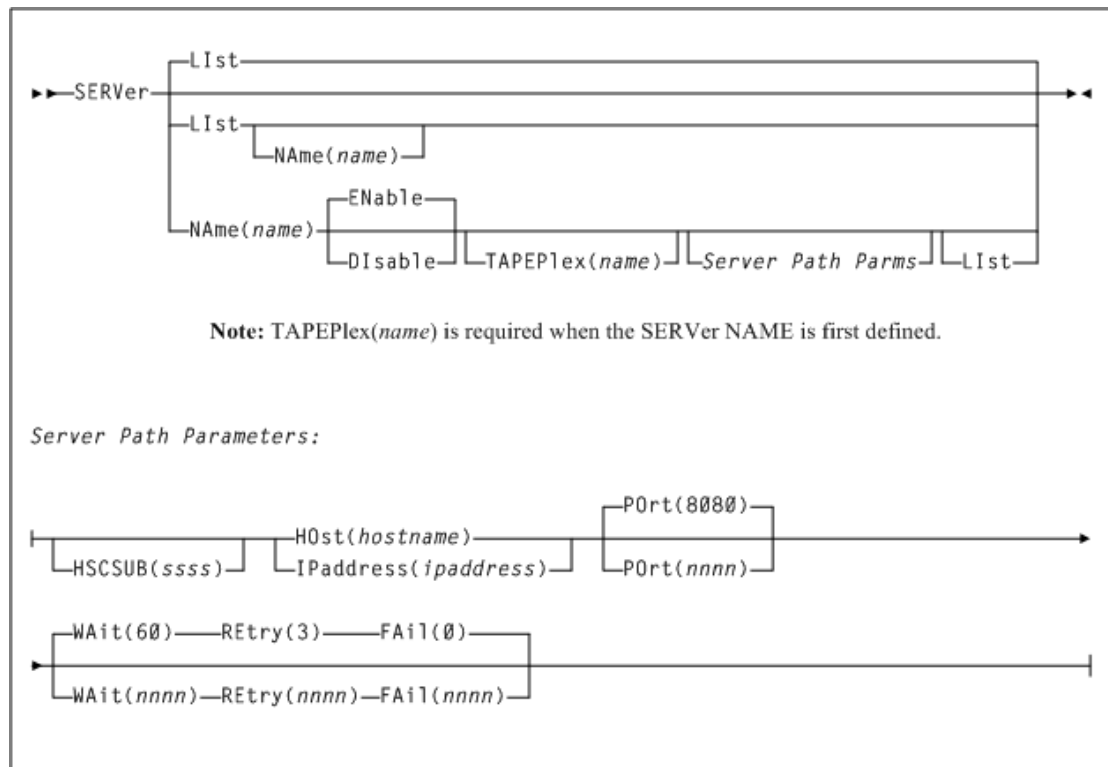 LIst
SERVer
LIst
NAme(name)
ENable
NAme(name)
DIsable TAPEPlex(name) Server Path Parms LIst
Note: TAPEPlex(name) is required when the SERVer NAME is first defined.
Server Path Parameters:
POrt(8080)
HOst(hostname)
HSCSUB(ssss) IPaddress(ipaddress) POrt(nnnn)
WAit(60) REtry(3) FAil(0)
WAit(nnnn) REtry(nnnn) FAil(nnnn)